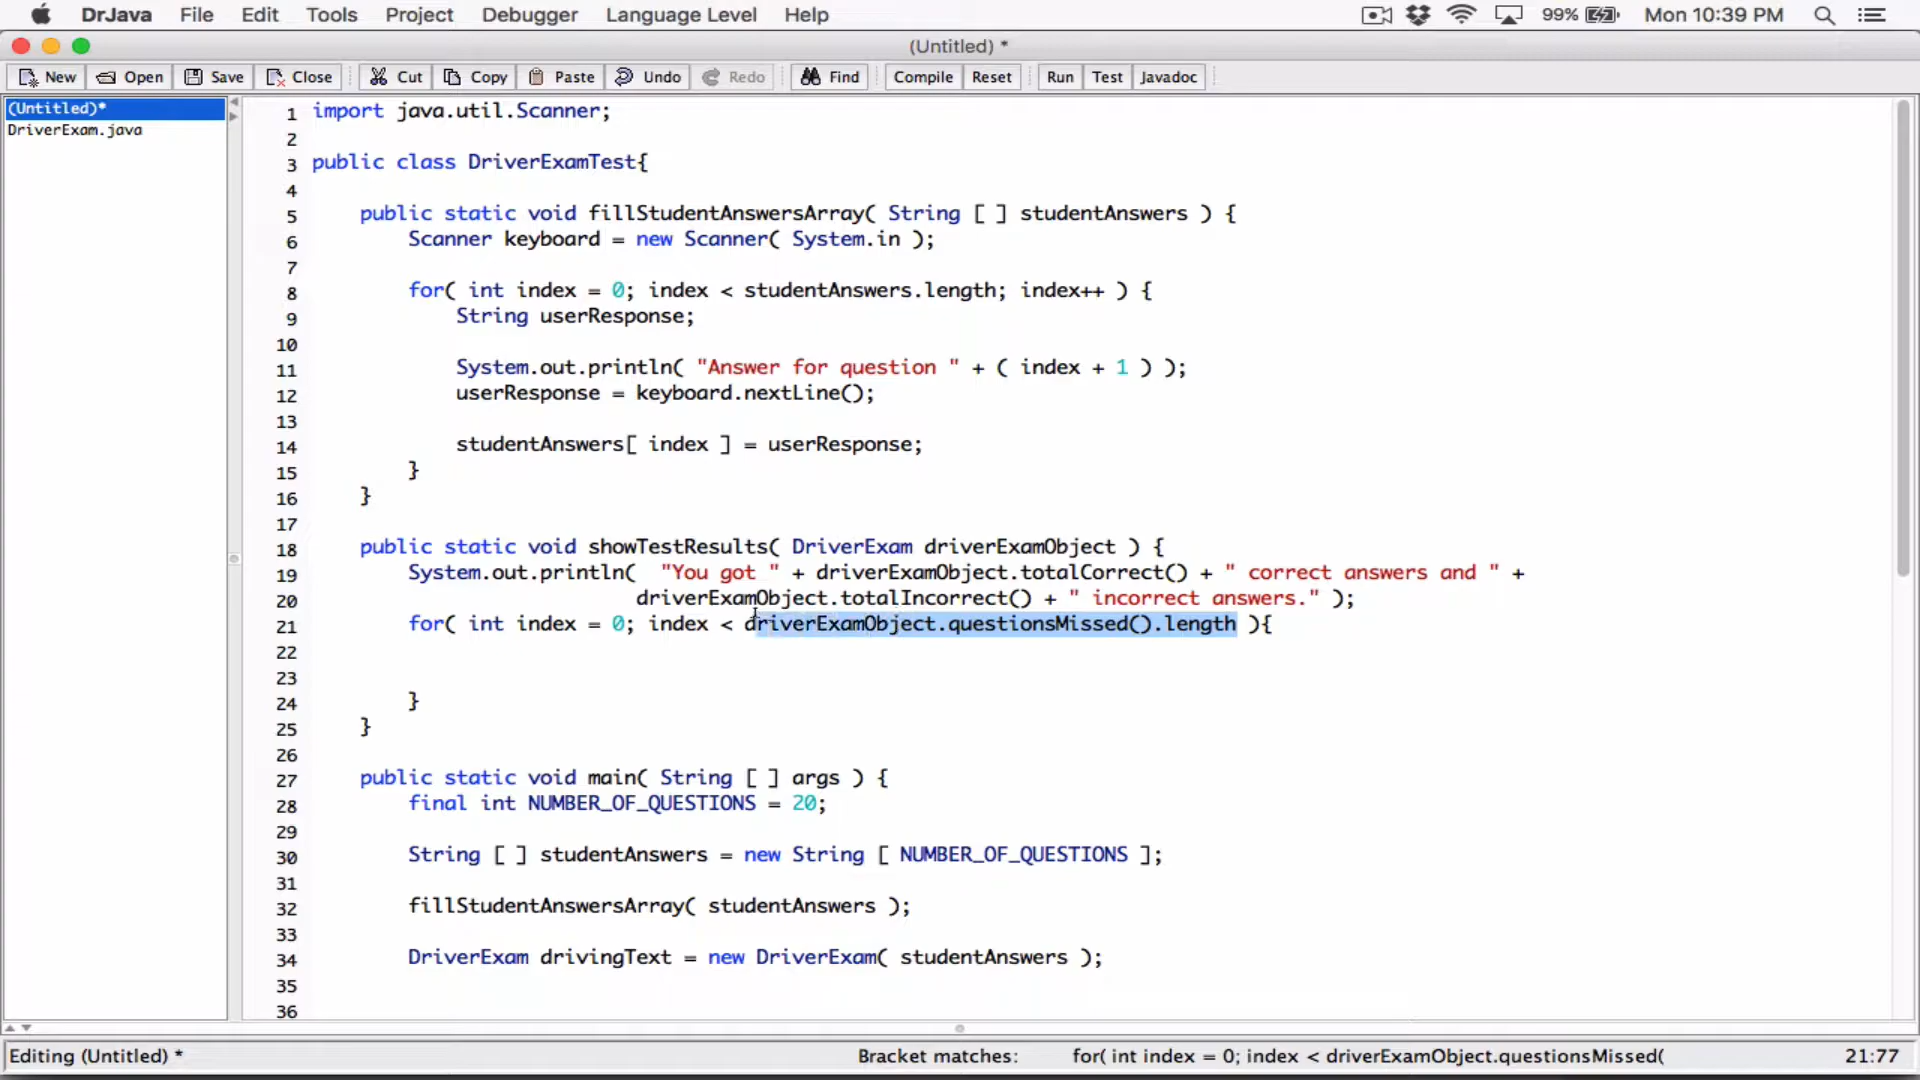 DrJava File Edit Tools Project Debugger Language Level Help 99% Mon 10:39 PM
(Untitled) *
New Open Save Close Cut Copy Paste Undo Redo Find Compile Reset Run Test Javadoc
(Untitled)*
DriverExam.java
1 import java.util.Scanner;
2
3 public class DriverExamTest{
4
5 public static void fillStudentAnswersArray( String [ ] studentAnswers ) {
6 Scanner keyboard = new Scanner( System.in );
7
8 for( int index = 0; index < studentAnswers.length; index++ ) {
9 String userResponse;
10
11 System.out.println( "Answer for question " + ( index + 1 ) );
12 userResponse = keyboard.nextLine();
13
14 studentAnswers[ index ] = userResponse;
15 }
16 }
17
18 public static void showTestResults( DriverExam driverExamObject ) {
19 System.out.println( "You got " + driverExamObject.totalCorrect() + " correct answers and " +
20 driverExamObject.totalIncorrect() + " incorrect answers." );
21 for( int index = 0; index < driverExamObject.questionsMissed().length ){
22
23
24 }
25 }
26
27 public static void main( String [ ] args ) {
28 final int NUMBER_OF_QUESTIONS = 20;
29
30 String [ ] studentAnswers = new String [ NUMBER_OF_QUESTIONS ];
31
32 fillStudentAnswersArray( studentAnswers );
33
34 DriverExam drivingText = new DriverExam( studentAnswers );
35
36
Editing (Untitled) * Bracket matches: for( int index = 0; index < driverExamObject.questionsMissed( 21:77